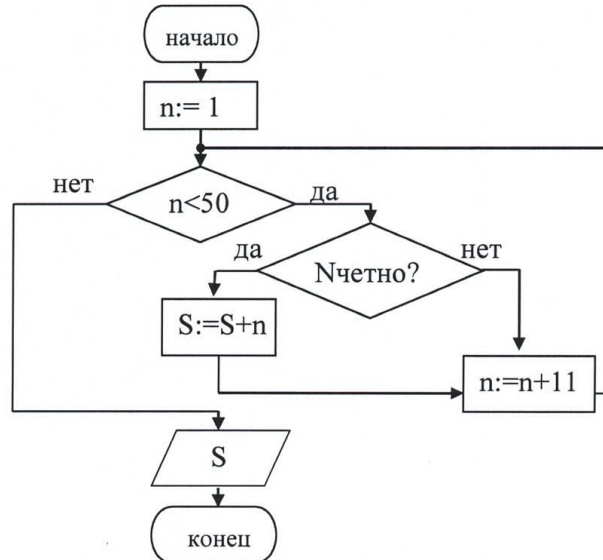 начало
n:= 1
нет
n<50
да
да
Nчетно?
нет
S:=S+n
n:=n+11
S
конец